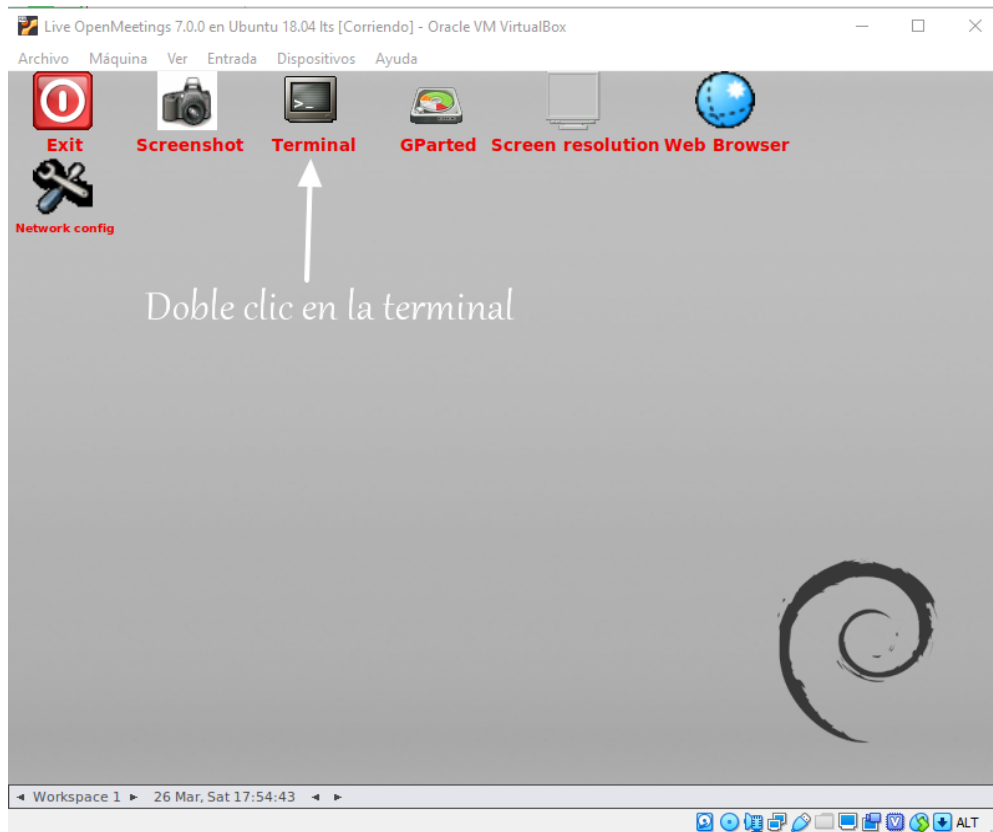 Live OpenMeetings 7.0.0 en Ubuntu 18.04 lts [Corriendo] - Oracle VM VirtualBox
Archivo Máquina Ver Entrada Dispositivos Ayuda
Exit Screenshot Terminal GParted Screen resolution Web Browser
Network config
Doble clic en la terminal
Workspace 1 26 Mar, Sat 17:54:43
ALT